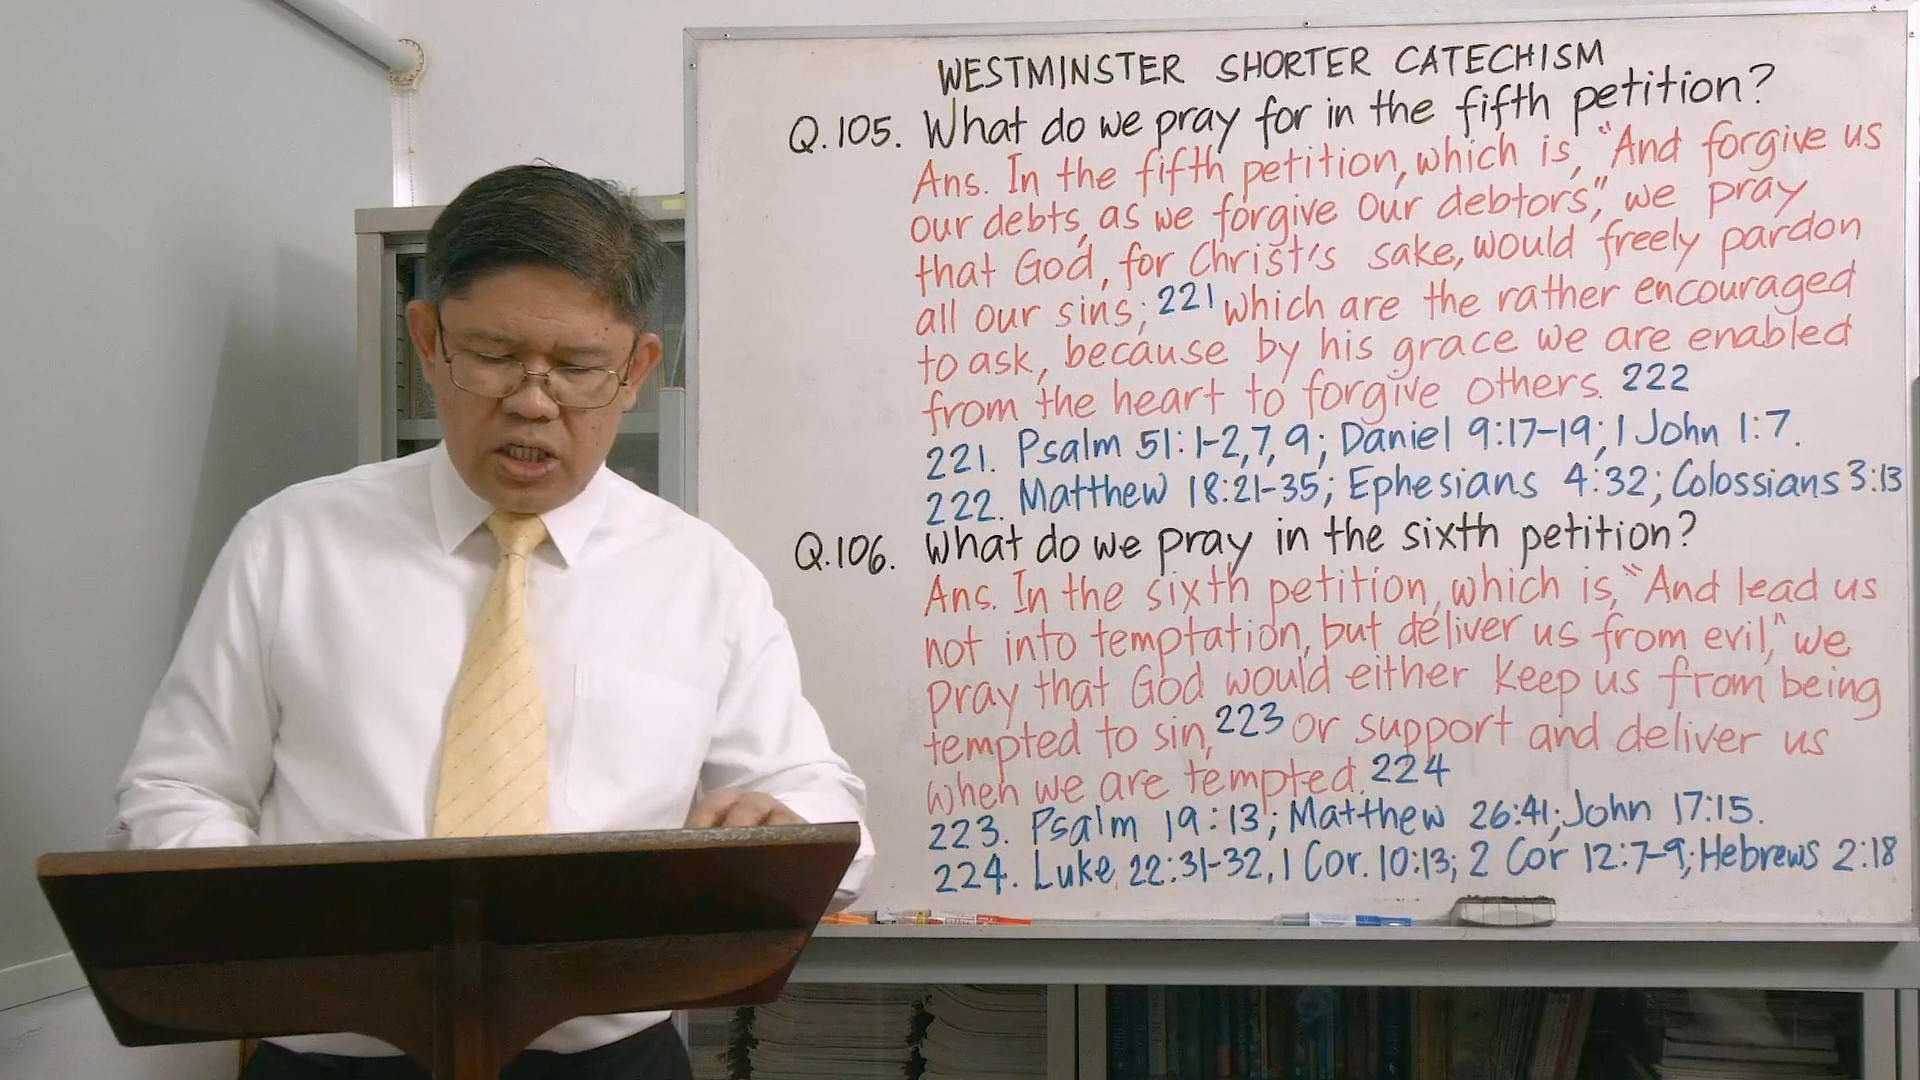 WESTMINSTER SHORTER CATECHISM
Q.105. What do we pray for in the fifth petition?
Ans. In the fifth petition, which is, "And forgive us
our debts, as we forgive our debtors," we pray
that God, for Christ's sake, would freely pardon
all our sins; 221 which are the rather encouraged
to ask, because by his grace we are enabled
from the heart to forgive others. 222
221. Psalm 51:1-2,7,9; Daniel 9:17-19; 1 John 1:7.
222. Matthew 18:21-35; Ephesians 4:32; Colossians 3:13
Q.106. What do we pray in the sixth petition?
Ans. In the sixth petition, which is, "And lead us
not into temptation, but deliver us from evil," we
pray that God would either keep us from being
tempted to sin, 223 or support and deliver us
when we are tempted. 224
223. Psalm 19:13; Matthew 26:41; John 17:15.
224. Luke 22:31-32, 1 Cor. 10:13; 2 Cor 12:7-9; Hebrews 2:18